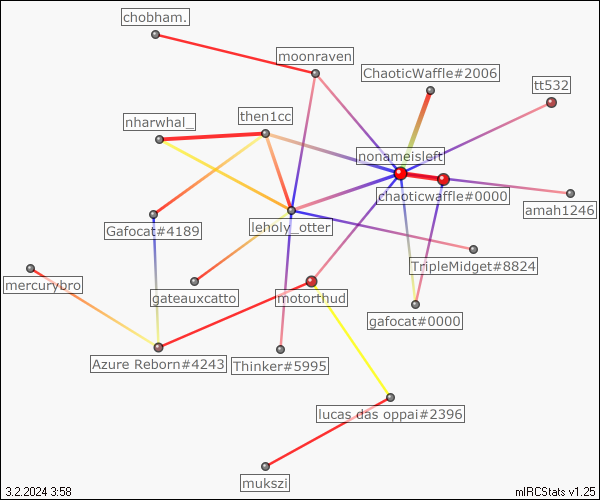 chobham.
moonraven
ChaoticWaffle#2006
tt532
then1cc
nharwhal_
nonameisleft
chaoticwaffle#0000
amah1246
Gafocat#4189
leholy_otter
TripleMidget#8824
mercurybro
gateauxcatto
motorthud
gafocat#0000
Azure Reborn#4243
Thinker#5995
lucas das oppai#2396
mukszi
3.2.2024 3:58
mIRCStats v1.25